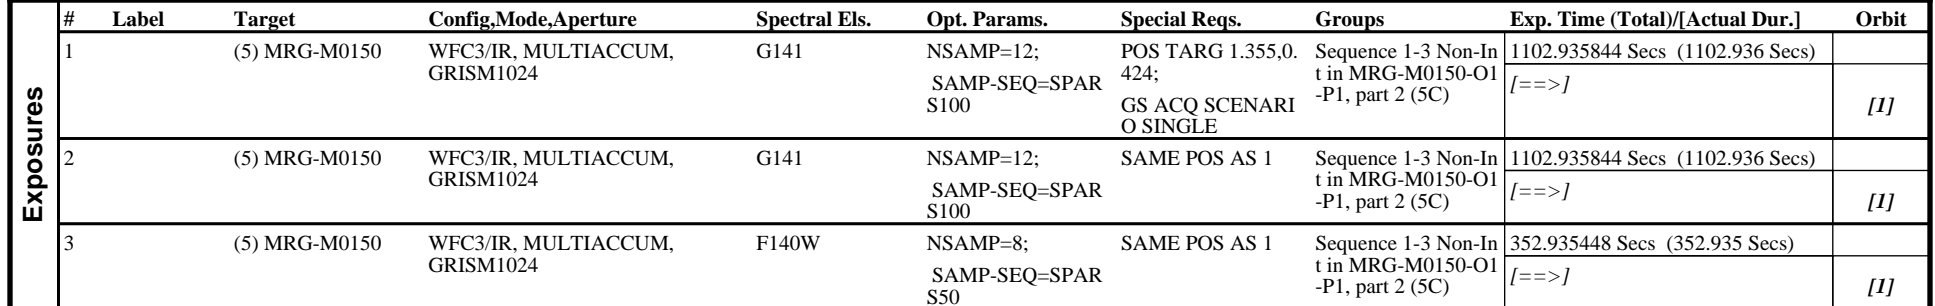 Exposures
# Label Target Config,Mode,Aperture Spectral Els. Opt. Params. Special Reqs. Groups Exp. Time (Total)/[Actual Dur.] Orbit
1 (5) MRG-M0150 WFC3/IR, MULTIACCUM, G141 NSAMP=12; POS TARG 1.355,0. Sequence 1-3 Non-In 1102.935844 Secs (1102.936 Secs)
GRISM1024 SAMP-SEQ=SPAR 424; t in MRG-M0150-O1 [==>]
S100 GS ACQ SCENARI -P1, part 2 (5C) [1]
O SINGLE
2 (5) MRG-M0150 WFC3/IR, MULTIACCUM, G141 NSAMP=12; SAME POS AS 1 Sequence 1-3 Non-In 1102.935844 Secs (1102.936 Secs)
GRISM1024 SAMP-SEQ=SPAR t in MRG-M0150-O1 [==>]
S100 -P1, part 2 (5C) [1]
3 (5) MRG-M0150 WFC3/IR, MULTIACCUM, F140W NSAMP=8; SAME POS AS 1 Sequence 1-3 Non-In 352.935448 Secs (352.935 Secs)
GRISM1024 SAMP-SEQ=SPAR t in MRG-M0150-O1 [==>]
S50 -P1, part 2 (5C) [1]